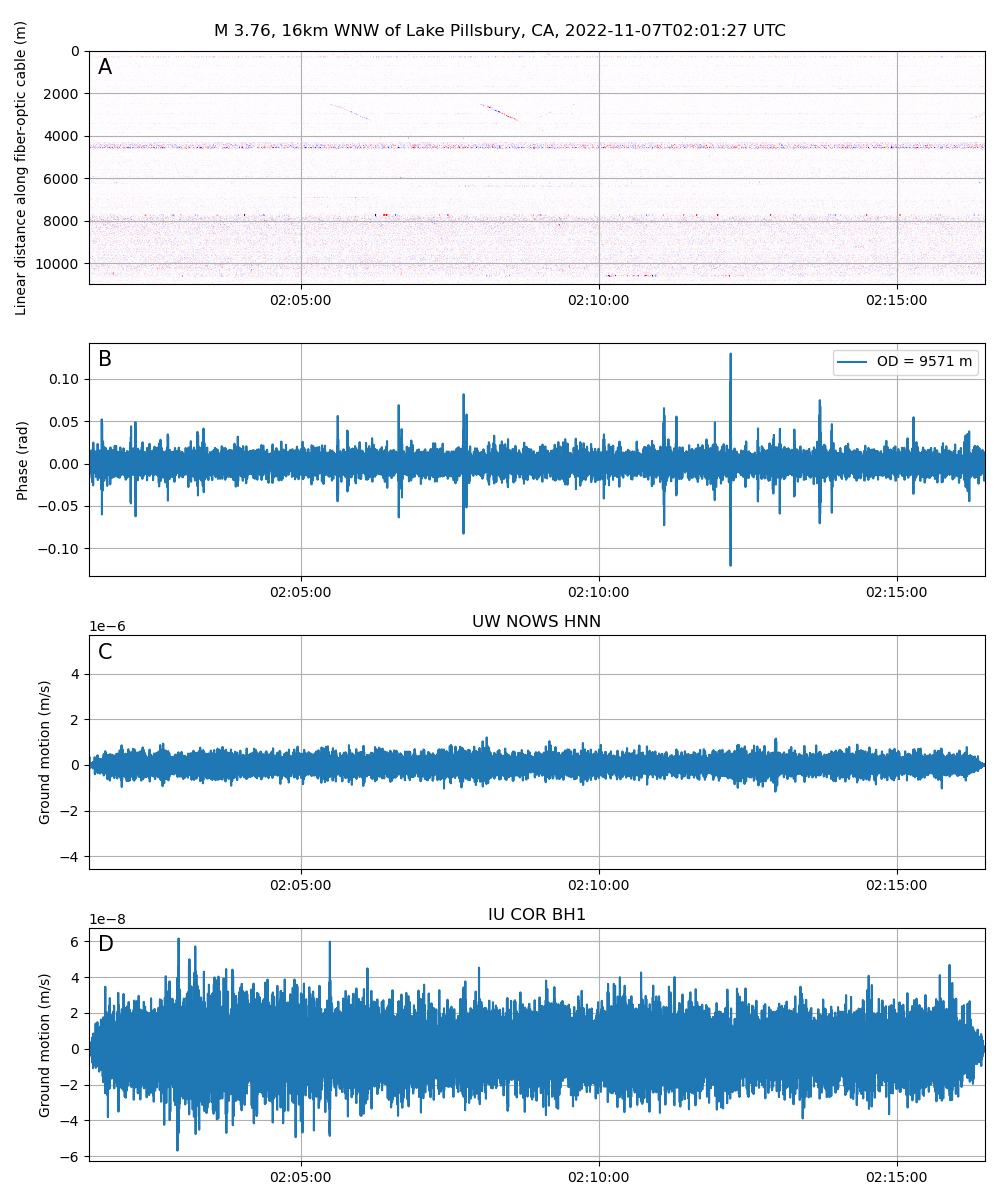 M 3.76, 16km WNW of Lake Pillsbury, CA, 2022-11-07T02:01:27 UTC
Linear distance along fiber-optic cable (m)
A
0
2000
4000
6000
8000
10000
02:05:00 02:10:00 02:15:00
Phase (rad)
B
OD = 9571 m
0.10
0.05
0.00
−0.05
−0.10
02:05:00 02:10:00 02:15:00
UW NOWS HNN
1e−6
Ground motion (m/s)
C
4
2
0
−2
−4
02:05:00 02:10:00 02:15:00
IU COR BH1
1e−8
Ground motion (m/s)
D
6
4
2
0
−2
−4
−6
02:05:00 02:10:00 02:15:00